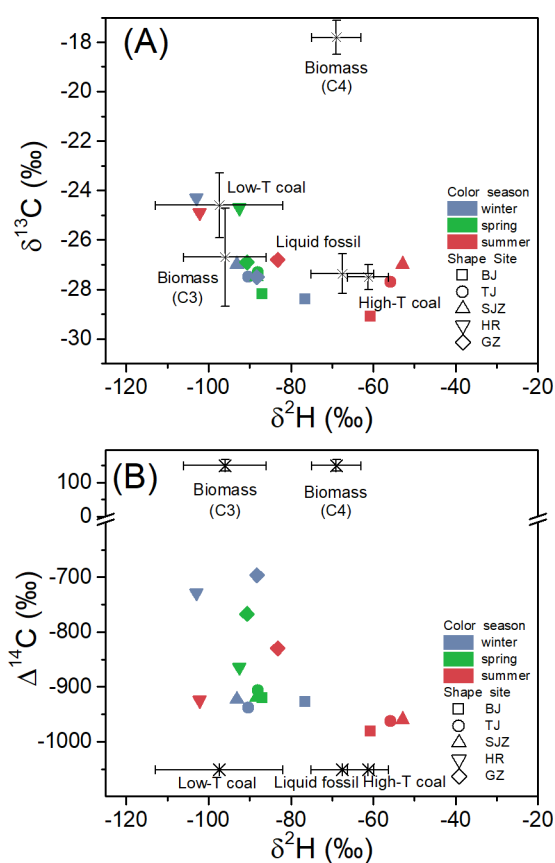 (A)
-18
-20
-22
-24
-26
-28
-30
δ13C (‰)
Biomass
(C4)
Low-T coal
Liquid fossil
Biomass
(C3)
High-T coal
Color season
winter
spring
summer
Shape Site
BJ
TJ
SJZ
HR
GZ
-120 -100 -80 -60 -40 -20
δ2H (‰)
(B)
100
0
-700
-800
-900
-1000
Δ14C (‰)
Biomass
(C3)
Biomass
(C4)
Color season
winter
spring
summer
Shape site
BJ
TJ
SJZ
HR
GZ
Low-T coal Liquid fossil High-T coal
-120 -100 -80 -60 -40 -20
δ2H (‰)